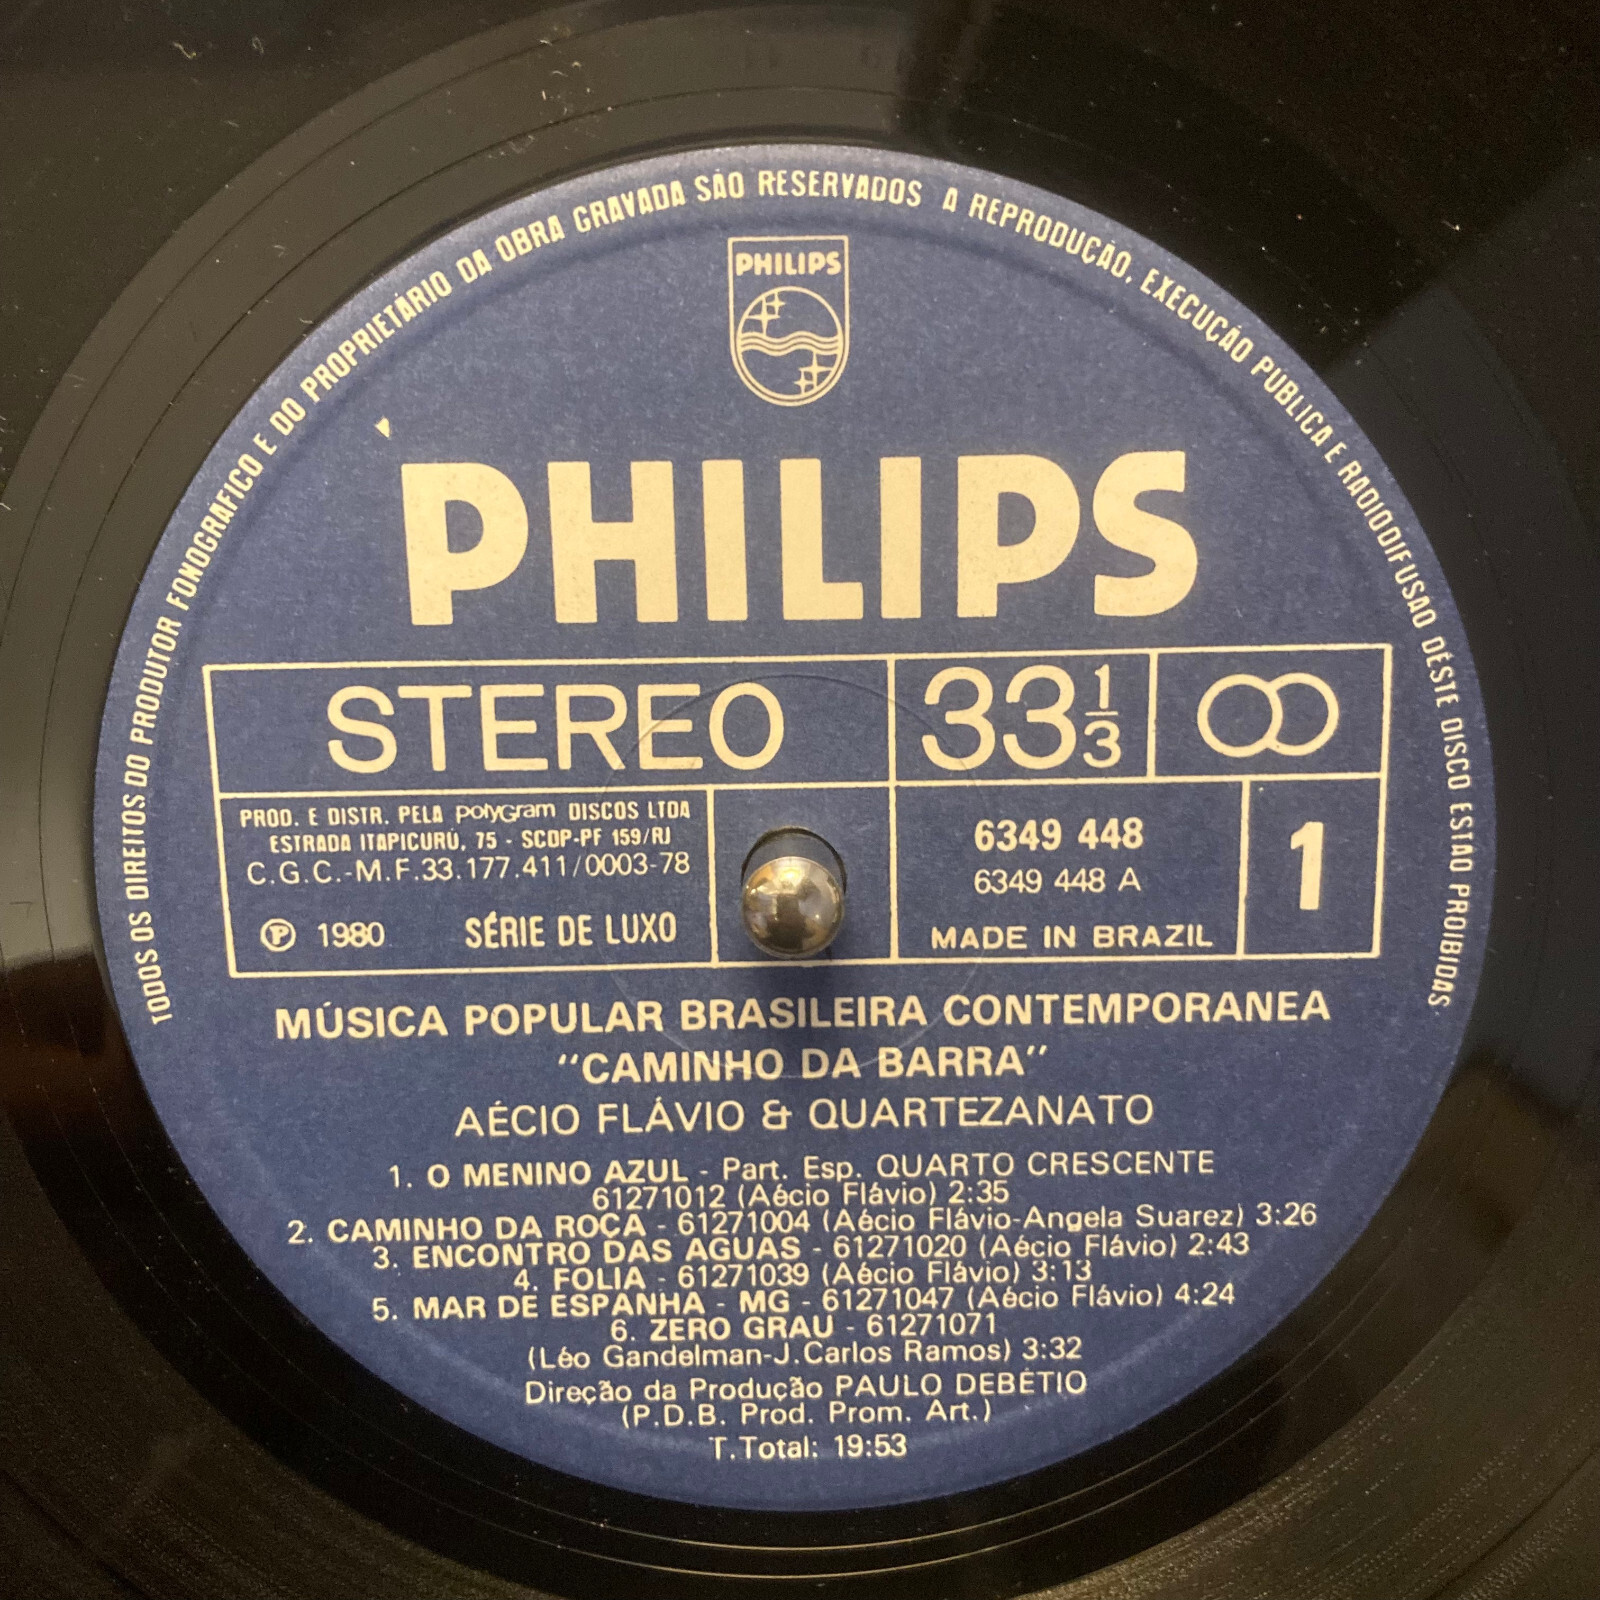 TODOS OS DIREITOS DO PRODUTOR FONOGRAFICO E DO PROPRIETÁRIO DA OBRA GRAVADA SÃO RESERVADOS A REPRODUÇÃO, EXECUÇÃO PUBLICA E RADIODIFUSAO DÊSTE DISCO ESTÃO PROIBIDAS.
PHILIPS
PHILIPS
STEREO 33 1/3
PROD. E DISTR. PELA polyGram DISCOS LTDA
ESTRADA ITAPICURÚ, 75 - SCDP-PF 159/RJ
C.G.C.-M.F.33.177.411/0003-78
℗ 1980 SÉRIE DE LUXO
6349 448
6349 448 A
MADE IN BRAZIL
1
MÚSICA POPULAR BRASILEIRA CONTEMPORANEA
"CAMINHO DA BARRA"
AÉCIO FLÁVIO & QUARTEZANATO
1. O MENINO AZUL - Part. Esp. QUARTO CRESCENTE
61271012 (Aécio Flávio) 2:35
2. CAMINHO DA ROÇA - 61271004 (Aécio Flávio-Angela Suarez) 3:26
3. ENCONTRO DAS AGUAS - 61271020 (Aécio Flávio) 2:43
4. FOLIA - 61271039 (Aécio Flávio) 3:13
5. MAR DE ESPANHA - MG - 61271047 (Aécio Flávio) 4:24
6. ZERO GRAU - 61271071
(Léo Gandelman-J.Carlos Ramos) 3:32
Direção da Produção PAULO DEBÉTIO
(P.D.B. Prod. Prom. Art.)
T.Total: 19:53